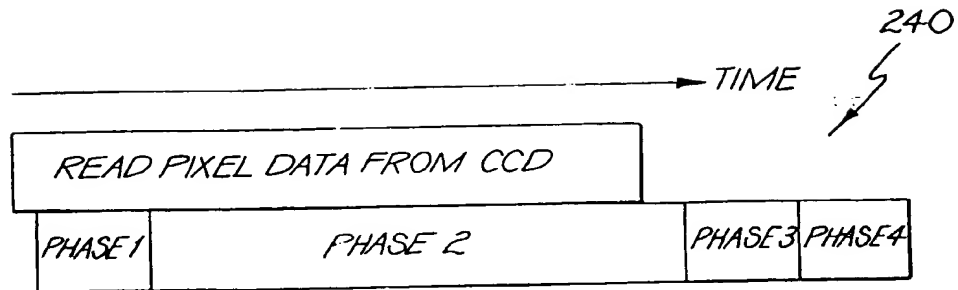 240
TIME
READ PIXEL DATA FROM CCD
PHASE 1 PHASE 2 PHASE 3 PHASE 4